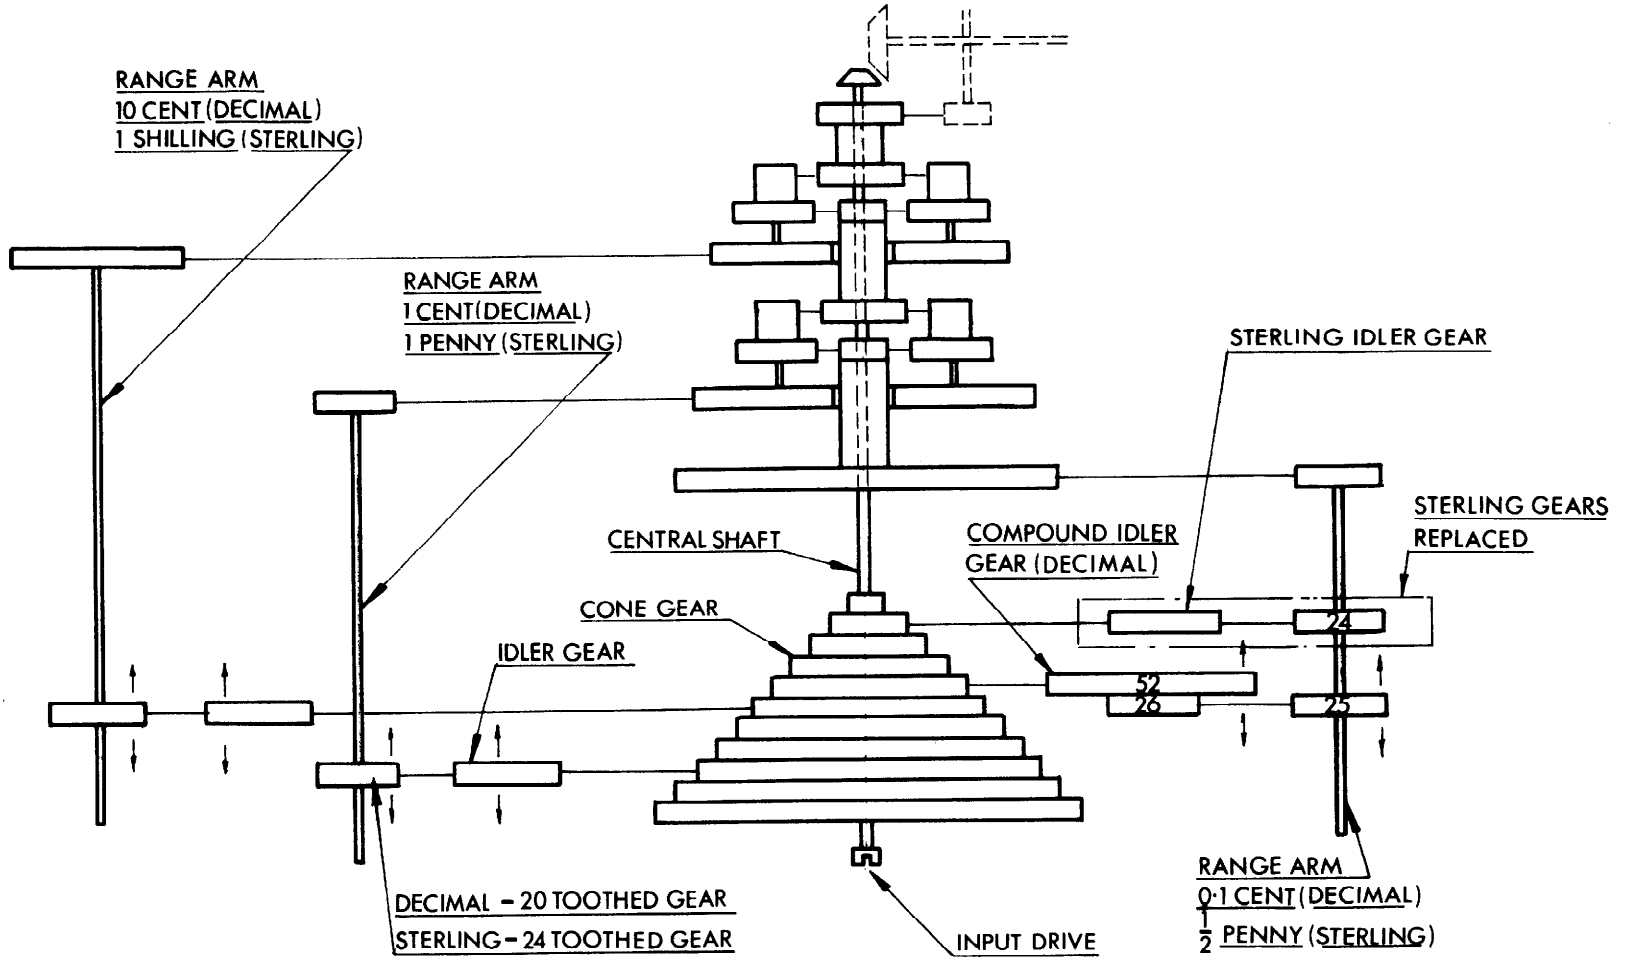 RANGE ARM
10 CENT (DECIMAL)
1 SHILLING (STERLING)
RANGE ARM
1 CENT (DECIMAL)
1 PENNY (STERLING)
STERLING IDLER GEAR
STERLING GEARS
REPLACED
COMPOUND IDLER
GEAR (DECIMAL)
CENTRAL SHAFT
CONE GEAR
IDLER GEAR
24
52
26
25
DECIMAL - 20 TOOTHED GEAR
STERLING - 24 TOOTHED GEAR
INPUT DRIVE
RANGE ARM
0·1 CENT (DECIMAL)
1/2 PENNY (STERLING)